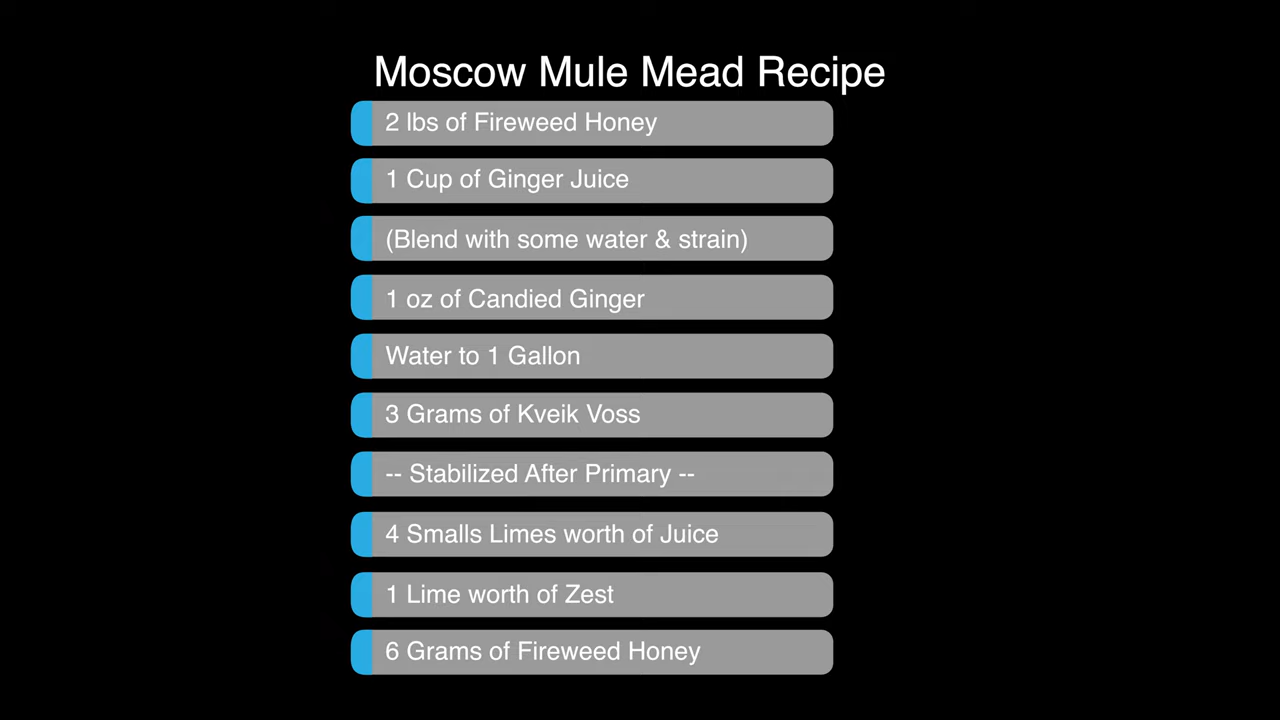 Moscow Mule Mead Recipe
2 lbs of Fireweed Honey
1 Cup of Ginger Juice
(Blend with some water & strain)
1 oz of Candied Ginger
Water to 1 Gallon
3 Grams of Kveik Voss
-- Stabilized After Primary --
4 Smalls Limes worth of Juice
1 Lime worth of Zest
6 Grams of Fireweed Honey